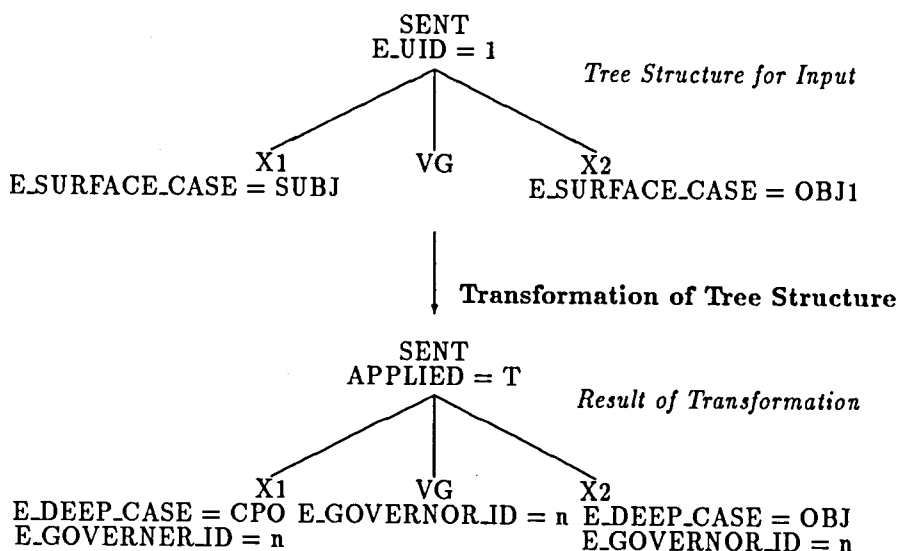 SENT
E_UID = 1
Tree Structure for Input
X1 VG X2
E_SURFACE_CASE = SUBJ E_SURFACE_CASE = OBJ1
Transformation of Tree Structure
SENT
APPLIED = T
Result of Transformation
X1 VG X2
E_DEEP_CASE = CPO E_GOVERNOR_ID = n E_DEEP_CASE = OBJ
E_GOVERNER_ID = n E_GOVERNOR_ID = n